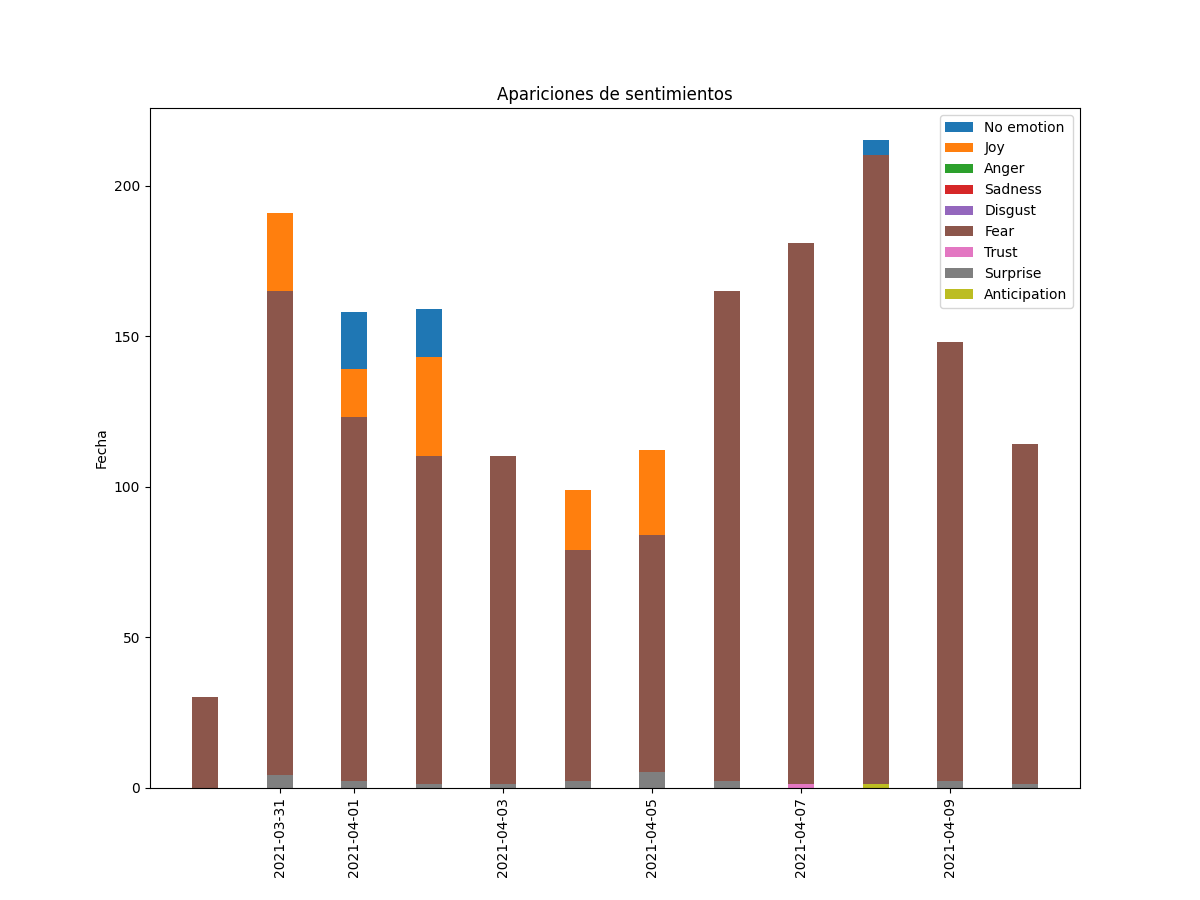 Apariciones de sentimientos
No emotion
Joy
Anger
Sadness
Disgust
Fear
Trust
Surprise
Anticipation
Fecha
200
150
100
50
0
2021-03-31
2021-04-01
2021-04-03
2021-04-05
2021-04-07
2021-04-09